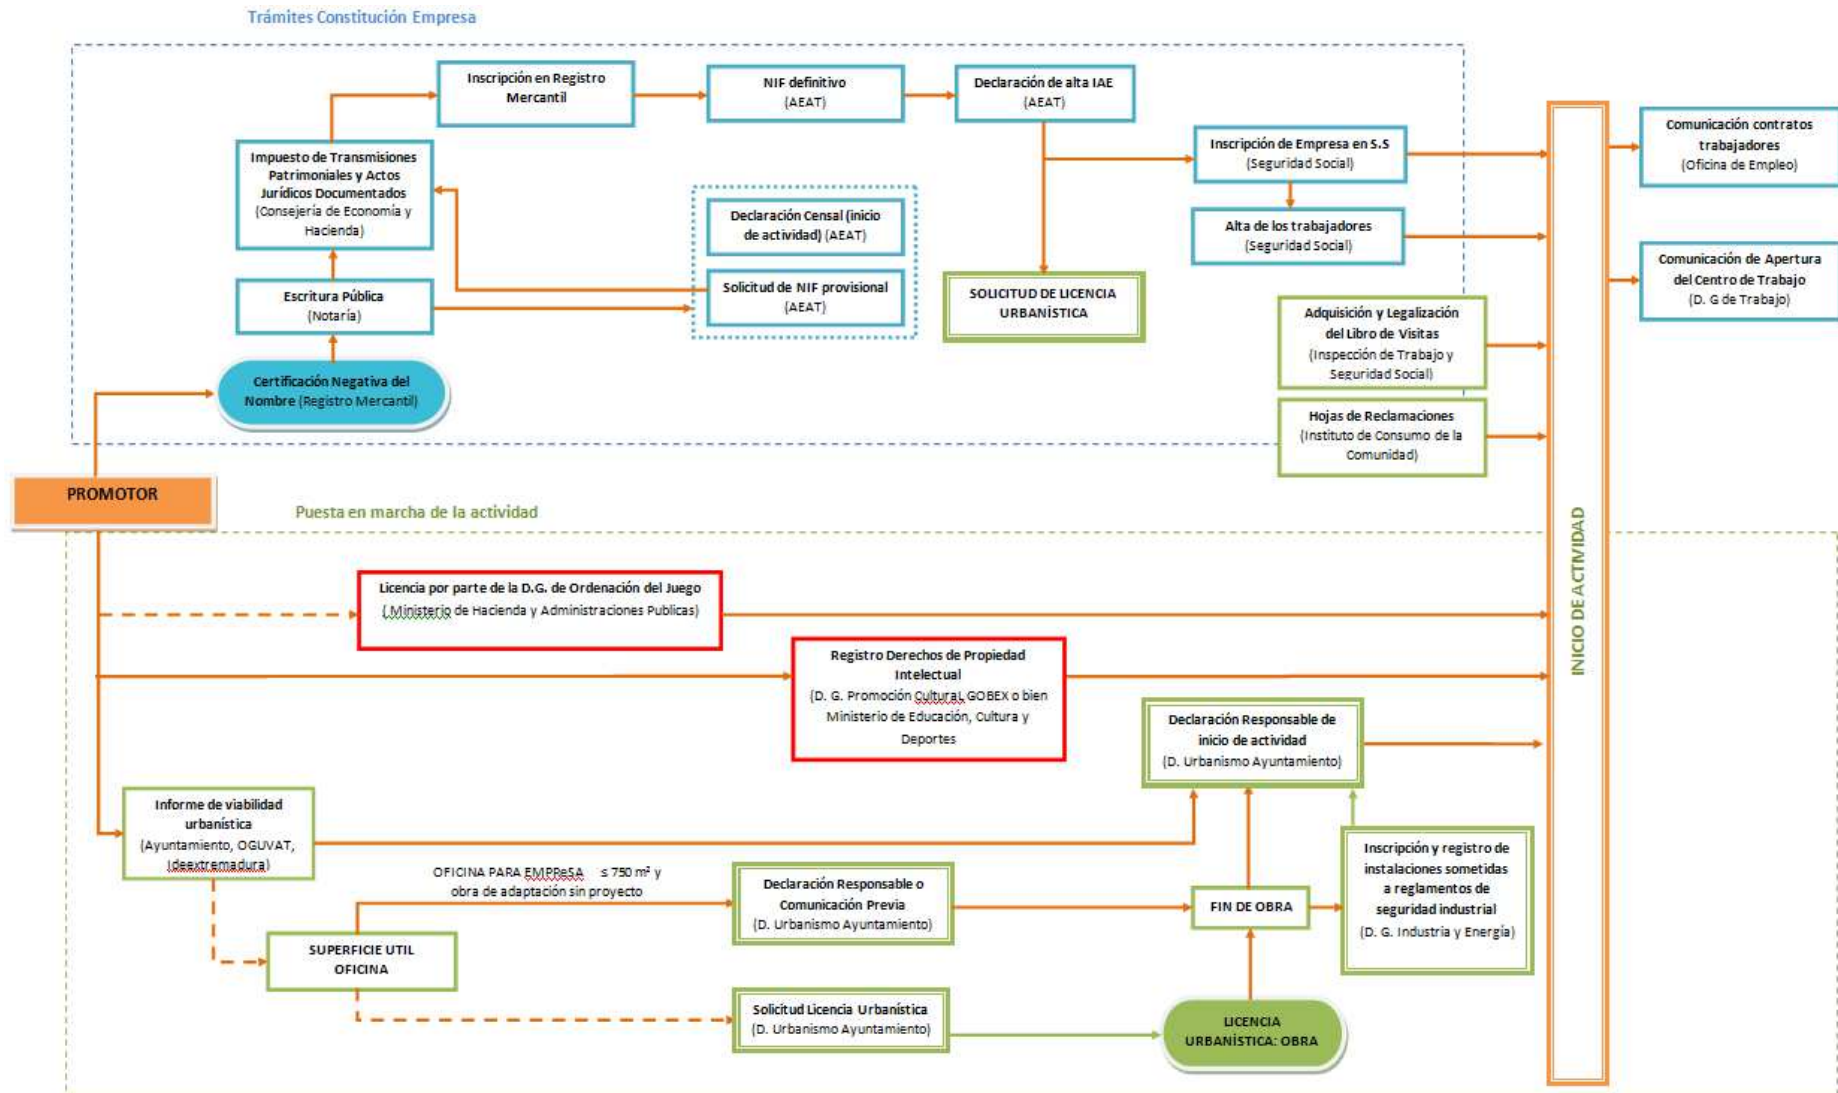 Trámites Constitución Empresa
Inscripción en Registro
Mercantil
NIF definitivo
(AEAT)
Declaración de alta IAE
(AEAT)
Impuesto de Transmisiones
Patrimoniales y Actos
Jurídicos Documentados
(Consejería de Economía y
Hacienda)
Declaración Censal (inicio
de actividad) (AEAT)
Solicitud de NIF provisional
(AEAT)
Escritura Pública
(Notaría)
Certificación Negativa del
Nombre (Registro Mercantil)
SOLICITUD DE LICENCIA
URBANÍSTICA
Inscripción de Empresa en S.S
(Seguridad Social)
Alta de los trabajadores
(Seguridad Social)
Adquisición y Legalización
del Libro de Visitas
(Inspección de Trabajo y
Seguridad Social)
Hojas de Reclamaciones
(Instituto de Consumo de la
Comunidad)
Comunicación contratos
trabajadores
(Oficina de Empleo)
Comunicación de Apertura
del Centro de Trabajo
(D. G de Trabajo)
INICIO DE ACTIVIDAD
PROMOTOR
Puesta en marcha de la actividad
Licencia por parte de la D.G. de Ordenación del Juego
( Ministerio de Hacienda y Administraciones Publicas)
Registro Derechos de Propiedad
Intelectual
(D. G. Promoción Cultural, GOBEX o bien
Ministerio de Educación, Cultura y
Deportes
Declaración Responsable de
inicio de actividad
(D. Urbanismo Ayuntamiento)
Informe de viabilidad
urbanística
(Ayuntamiento, OGUVAT,
Ideextremadura)
OFICINA PARA EMPReSA ≤ 750 m² y
obra de adaptación sin proyecto
Declaración Responsable o
Comunicación Previa
(D. Urbanismo Ayuntamiento)
FIN DE OBRA
Inscripción y registro de
instalaciones sometidas
a reglamentos de
seguridad industrial
(D. G. Industria y Energía)
SUPERFICIE UTIL
OFICINA
Solicitud Licencia Urbanística
(D. Urbanismo Ayuntamiento)
LICENCIA
URBANÍSTICA: OBRA